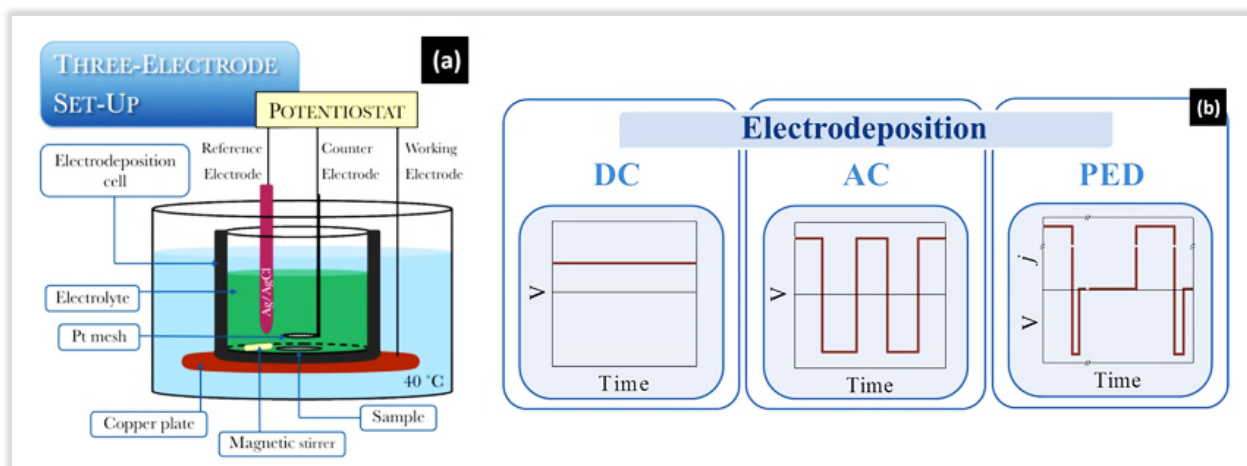 THREE-ELECTRODE
SET-UP
(a)
POTENTIOSTAT
Electrodeposition
cell
Reference
Electrode
Counter
Electrode
Working
Electrode
Ag/AgCl
Electrolyte
Pt mesh
40 °C
Copper plate
Magnetic stirrer
Sample
(b)
Electrodeposition
DC
AC
PED
V
Time
V
Time
V
j
Time